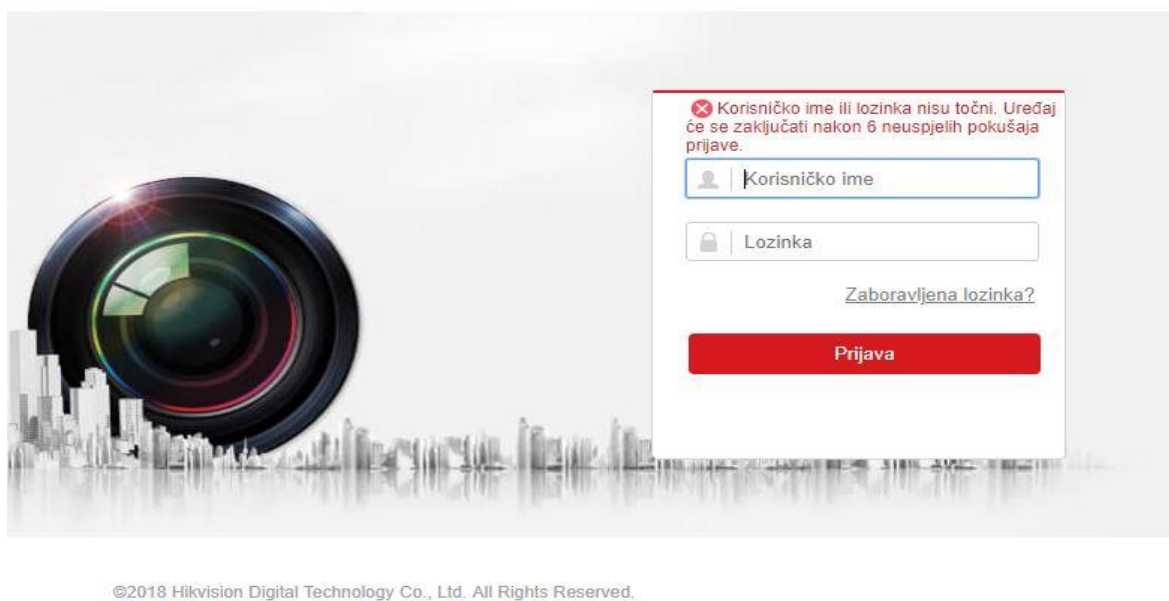 Korisničko ime ili lozinka nisu točni. Uređaj
će se zaključati nakon 6 neuspjelih pokušaja
prijave.
Korisničko ime
Lozinka
Zaboravljena lozinka?
Prijava
©2018 Hikvision Digital Technology Co., Ltd. All Rights Reserved.